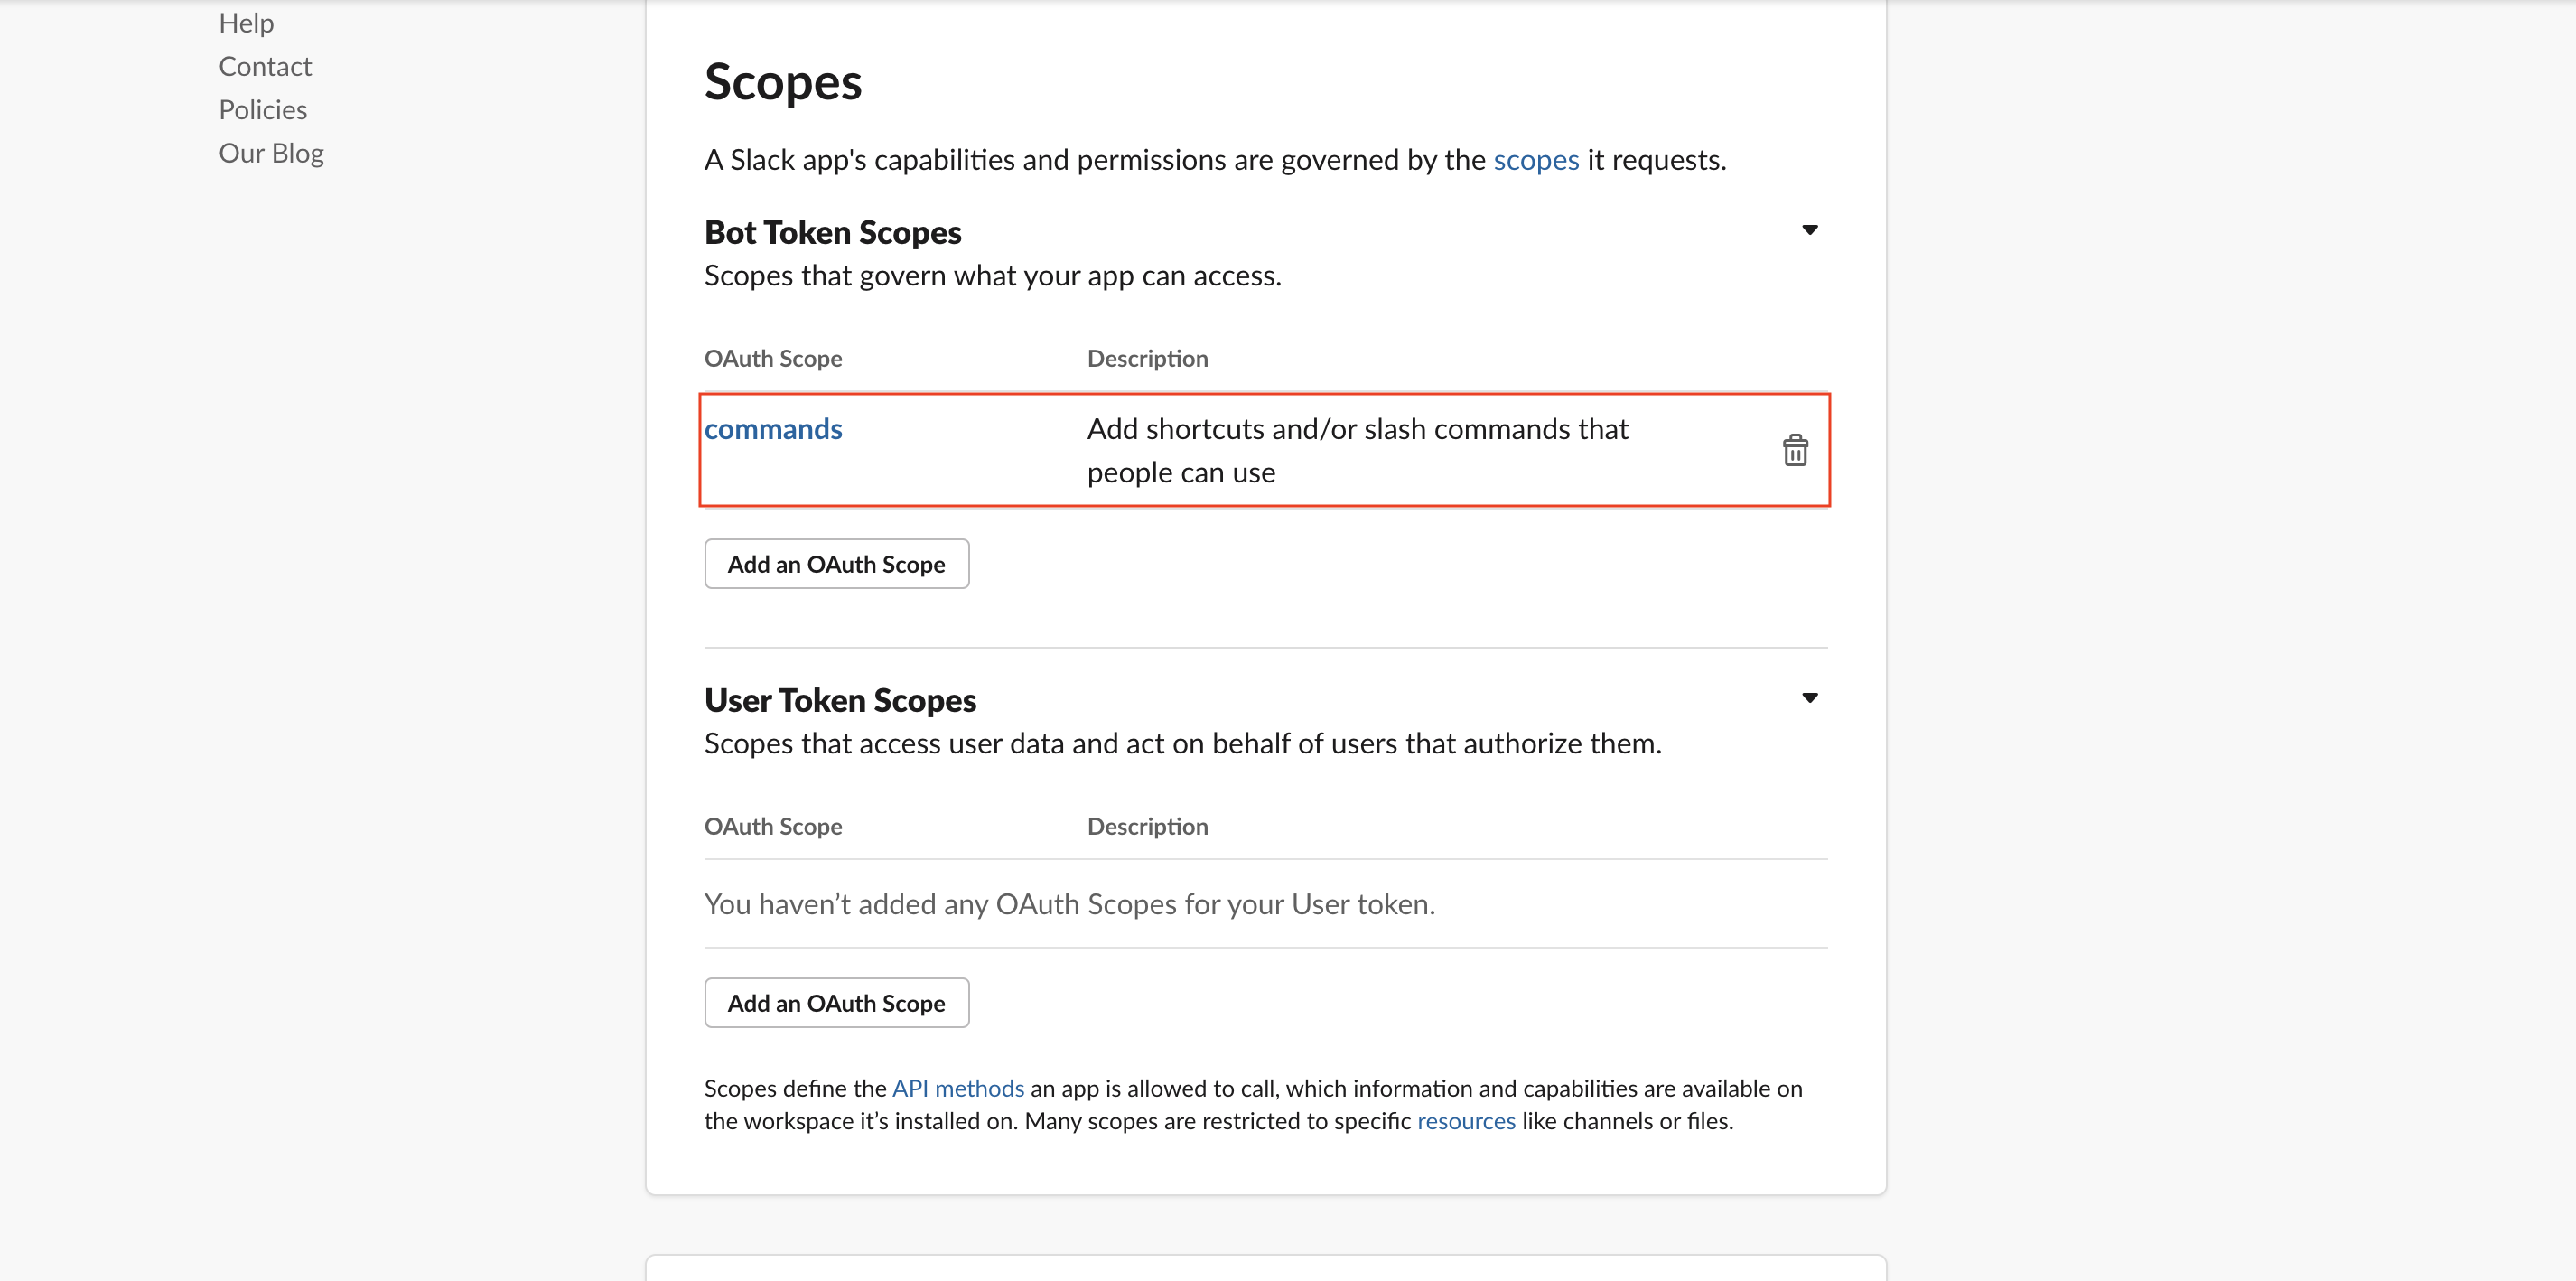 Help
Contact
Policies
Our Blog
Scopes
A Slack app's capabilities and permissions are governed by the scopes it requests.
Bot Token Scopes
Scopes that govern what your app can access.
OAuth Scope Description
commands Add shortcuts and/or slash commands that
people can use
Add an OAuth Scope
User Token Scopes
Scopes that access user data and act on behalf of users that authorize them.
OAuth Scope Description
You haven’t added any OAuth Scopes for your User token.
Add an OAuth Scope
Scopes define the API methods an app is allowed to call, which information and capabilities are available on
the workspace it’s installed on. Many scopes are restricted to specific resources like channels or files.